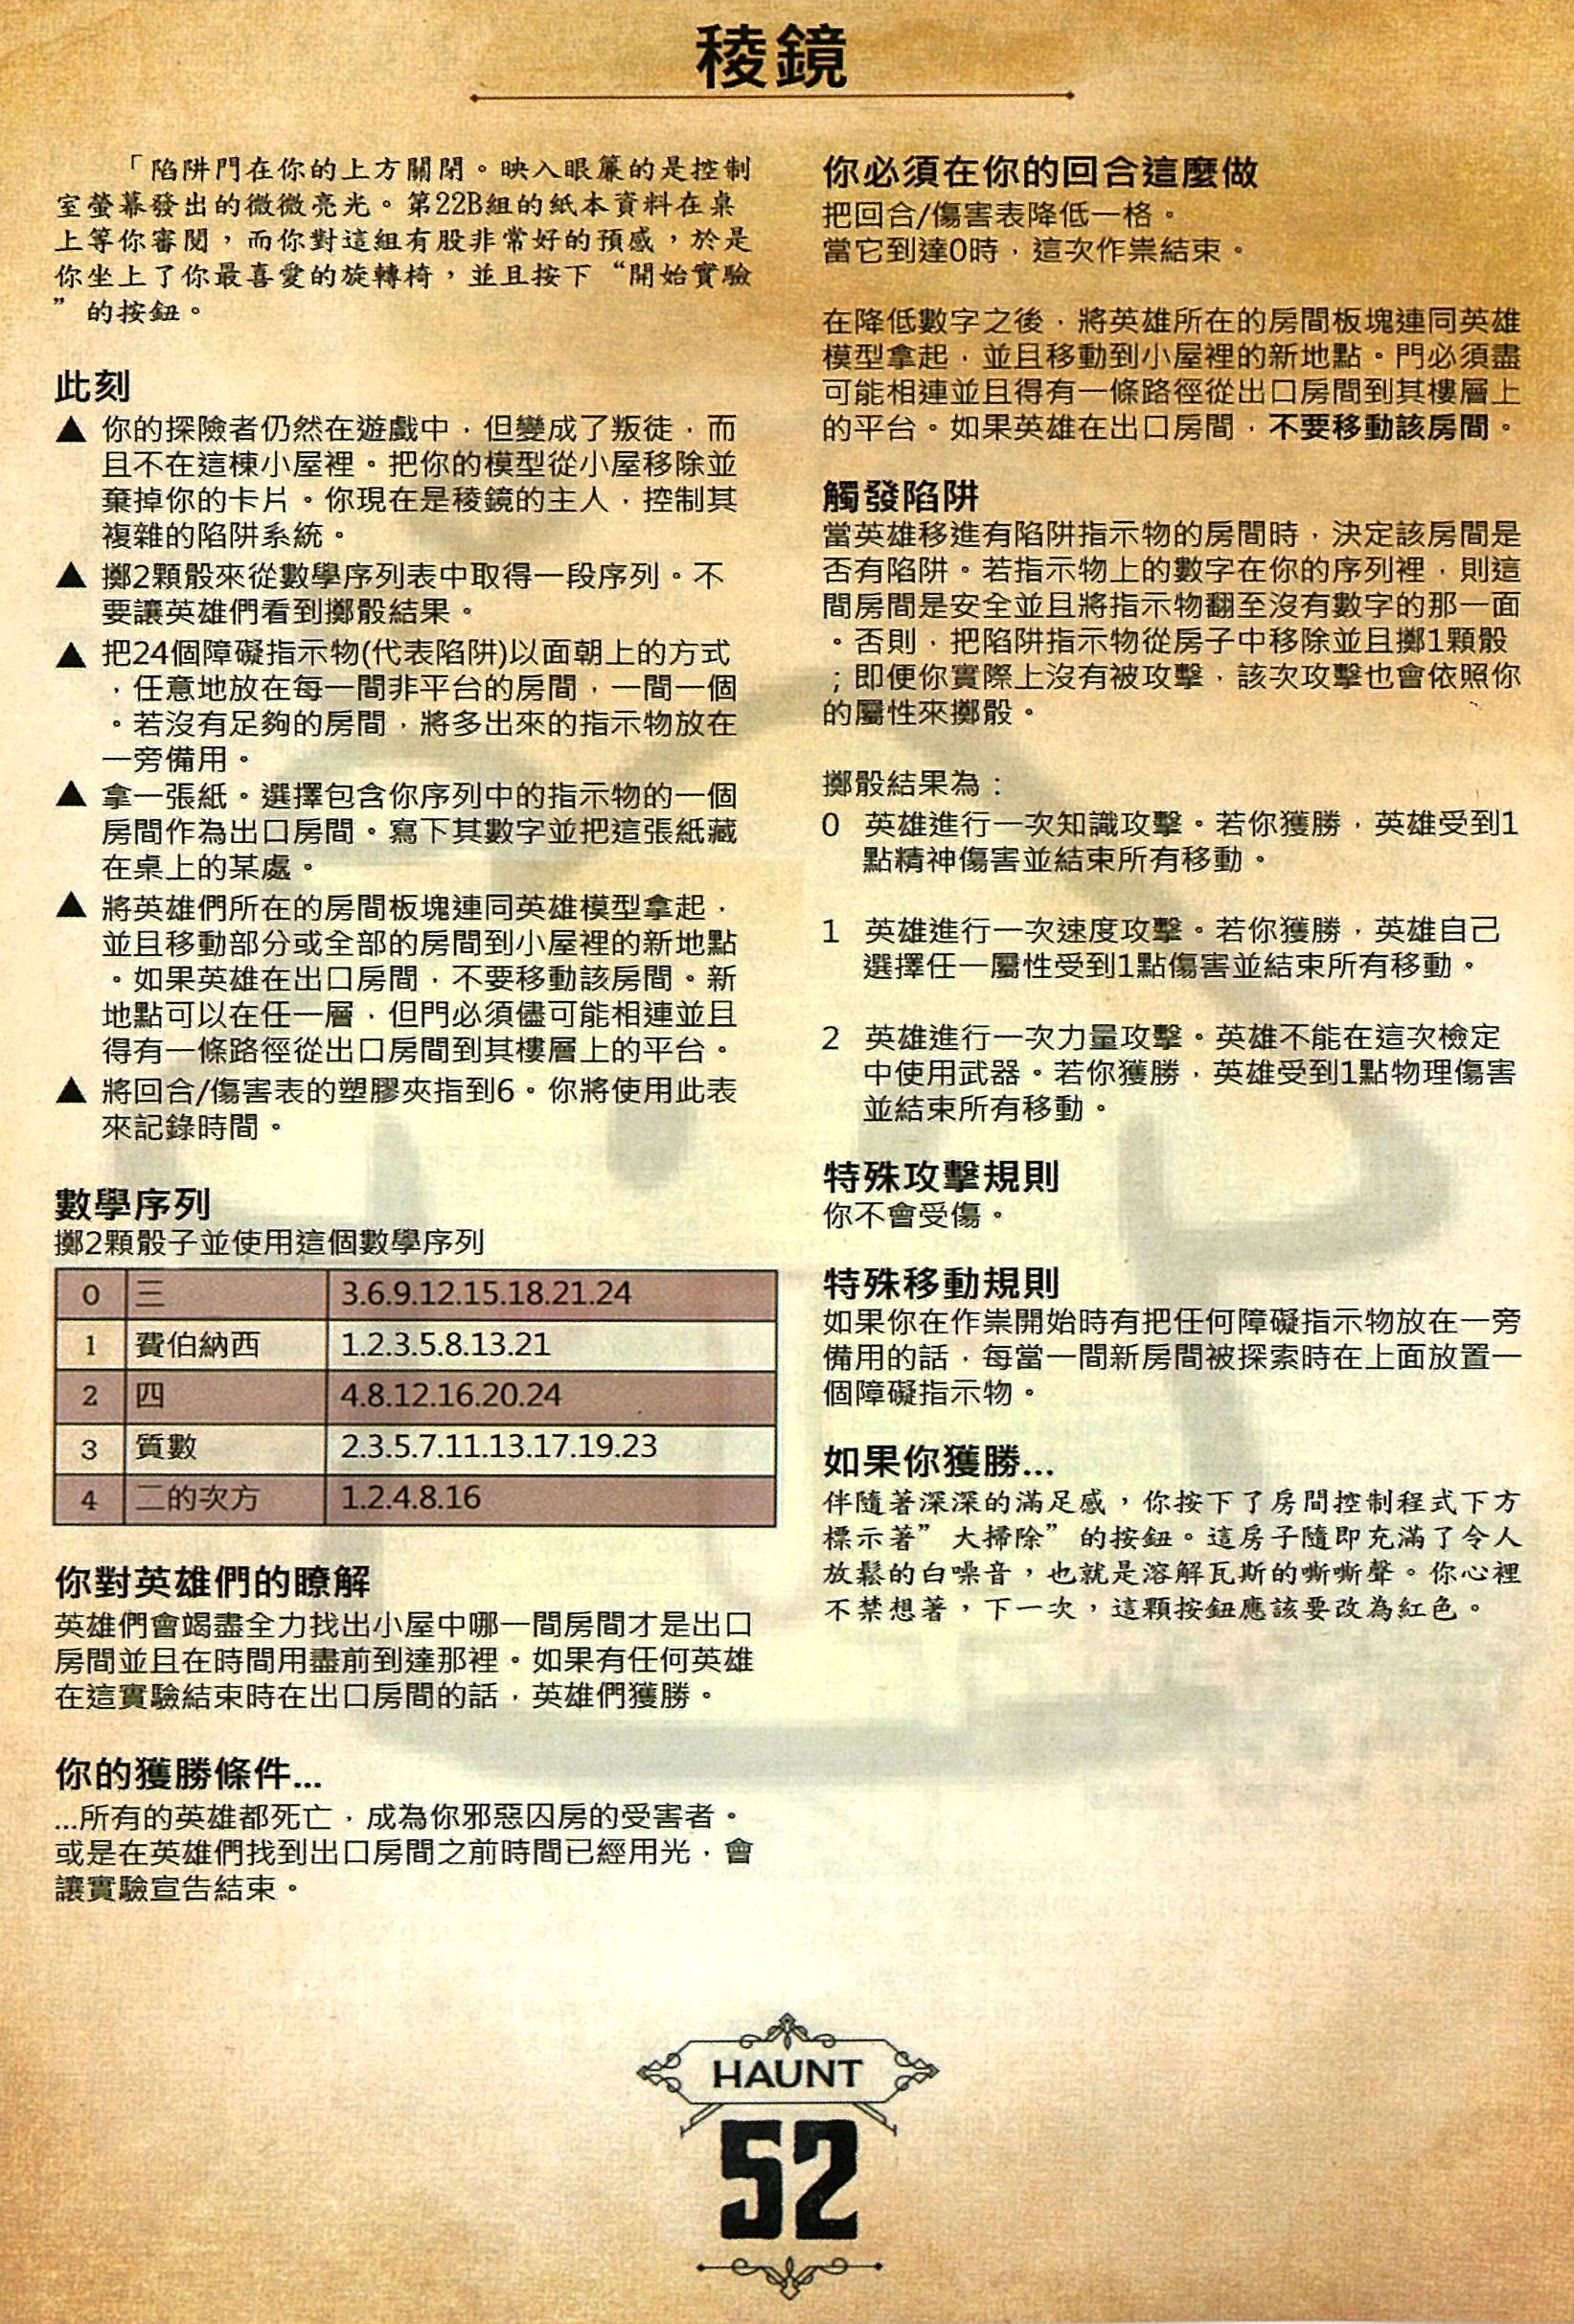 稜鏡
「陷阱門在你的上方關閉。映入眼簾的是控制
室螢幕發出的微微亮光。第22B組的紙本資料在桌
上等你審閱，而你對這組有股非常好的預感，於是
你坐上了你最喜愛的旋轉椅，並且按下“開始實驗
”的按鈕。
此刻
▲ 你的探險者仍然在遊戲中，但變成了叛徒，而
且不在這棟小屋裡。把你的模型從小屋移除並
棄掉你的卡片。你現在是稜鏡的主人，控制其
複雜的陷阱系統。
▲ 擲2顆骰來從數學序列表中取得一段序列。不
要讓英雄們看到擲骰結果。
▲ 把24個障礙指示物(代表陷阱)以面朝上的方式
，任意地放在每一間非平台的房間，一間一個
。若沒有足夠的房間，將多出來的指示物放在
一旁備用。
▲ 拿一張紙。選擇包含你序列中的指示物的一個
房間作為出口房間。寫下其數字並把這張紙藏
在桌上的某處。
▲ 將英雄們所在的房間板塊連同英雄模型拿起，
並且移動部分或全部的房間到小屋裡的新地點
。如果英雄在出口房間，不要移動該房間。新
地點可以在任一層，但門必須儘可能相連並且
得有一條路徑從出口房間到其樓層上的平台。
▲ 將回合/傷害表的塑膠夾指到6。你將使用此表
來記錄時間。
數學序列
擲2顆骰子並使用這個數學序列
0 三 3.6.9.12.15.18.21.24
1 費伯納西 1.2.3.5.8.13.21
2 四 4.8.12.16.20.24
3 質數 2.3.5.7.11.13.17.19.23
4 二的次方 1.2.4.8.16
你對英雄們的瞭解
英雄們會竭盡全力找出小屋中哪一間房間才是出口
房間並且在時間用盡前到達那裡。如果有任何英雄
在這實驗結束時在出口房間的話，英雄們獲勝。
你的獲勝條件...
...所有的英雄都死亡，成為你邪惡囚房的受害者。
或是在英雄們找到出口房間之前時間已經用光，會
讓實驗宣告結束。
你必須在你的回合這麼做
把回合/傷害表降低一格。
當它到達0時，這次作祟結束。
在降低數字之後，將英雄所在的房間板塊連同英雄
模型拿起，並且移動到小屋裡的新地點。門必須盡
可能相連並且得有一條路徑從出口房間到其樓層上
的平台。如果英雄在出口房間，不要移動該房間。
觸發陷阱
當英雄移進有陷阱指示物的房間時，決定該房間是
否有陷阱。若指示物上的數字在你的序列裡，則這
間房間是安全並且將指示物翻至沒有數字的那一面
。否則，把陷阱指示物從房子中移除並且擲1顆骰
；即便你實際上沒有被攻擊，該次攻擊也會依照你
的屬性來擲骰。
擲骰結果為：
0 英雄進行一次知識攻擊。若你獲勝，英雄受到1
點精神傷害並結束所有移動。
1 英雄進行一次速度攻擊。若你獲勝，英雄自己
選擇任一屬性受到1點傷害並結束所有移動。
2 英雄進行一次力量攻擊。英雄不能在這次檢定
中使用武器。若你獲勝，英雄受到1點物理傷害
並結束所有移動。
特殊攻擊規則
你不會受傷。
特殊移動規則
如果你在作祟開始時有把任何障礙指示物放在一旁
備用的話，每當一間新房間被探索時在上面放置一
個障礙指示物。
如果你獲勝...
伴隨著深深的滿足感，你按下了房間控制程式下方
標示著”大掃除”的按鈕。這房子隨即充滿了令人
放鬆的白噪音，也就是溶解瓦斯的嘶嘶聲。你心裡
不禁想著，下一次，這顆按鈕應該要改為紅色。
HAUNT
52